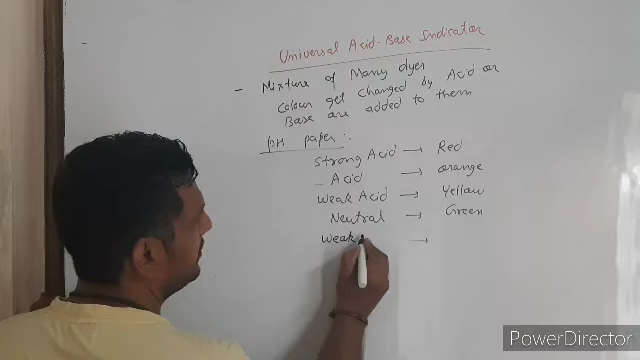 Universal Acid-Base Indicator
- Mixture of Many dyes
Colour get changed by Acid or
Base are added to them
pH paper :-
Strong Acid → Red
Acid → orange
Weak Acid → Yellow
Neutral → Green
Weak →
PowerDirector